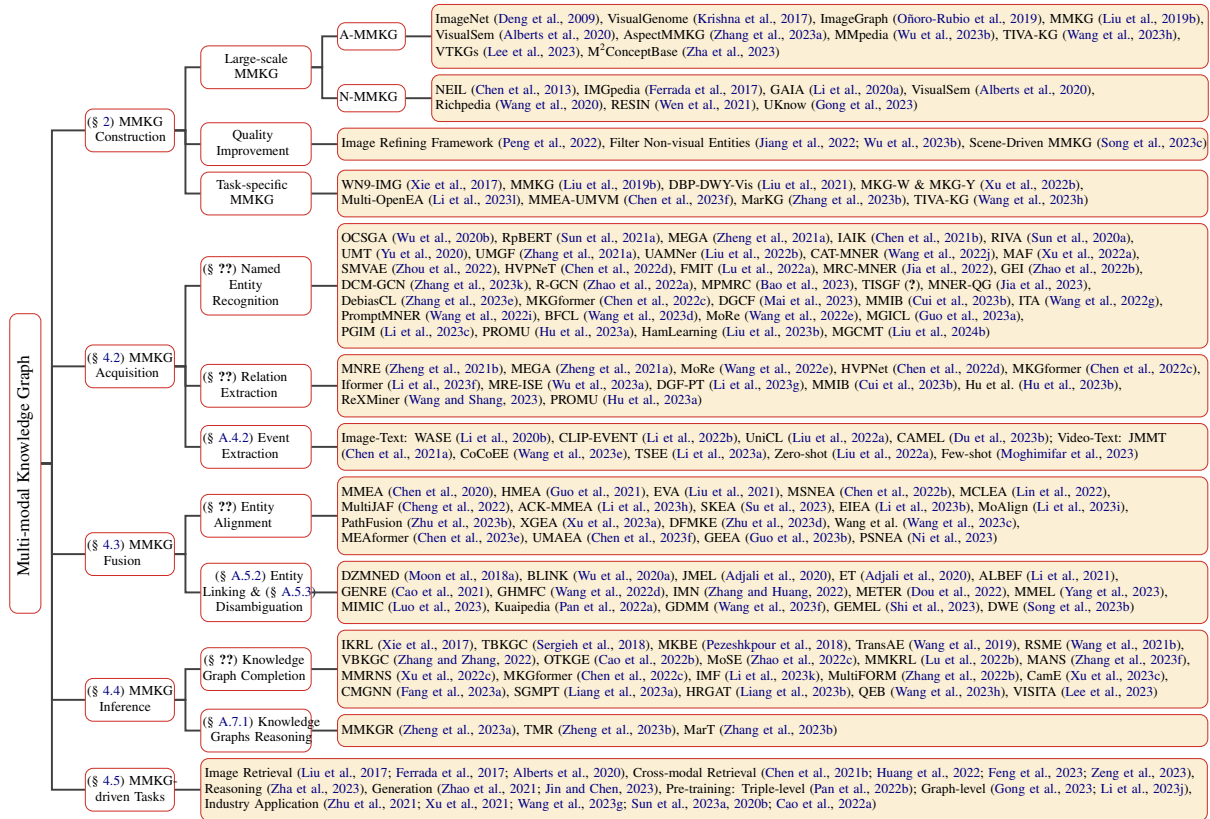 Multi-modal Knowledge Graph
(§ 2) MMKG
Construction
Large-scale
MMKG
A-MMKG
ImageNet (Deng et al., 2009), VisualGenome (Krishna et al., 2017), ImageGraph (Oñoro-Rubio et al., 2019), MMKG (Liu et al., 2019b),
VisualSem (Alberts et al., 2020), AspectMMKG (Zhang et al., 2023a), MMpedia (Wu et al., 2023b), TIVA-KG (Wang et al., 2023h),
VTKGs (Lee et al., 2023), M²ConceptBase (Zha et al., 2023)
N-MMKG
NEIL (Chen et al., 2013), IMGpedia (Ferrada et al., 2017), GAIA (Li et al., 2020a), VisualSem (Alberts et al., 2020),
Richpedia (Wang et al., 2020), RESIN (Wen et al., 2021), UKnow (Gong et al., 2023)
Quality
Improvement
Image Refining Framework (Peng et al., 2022), Filter Non-visual Entities (Jiang et al., 2022; Wu et al., 2023b), Scene-Driven MMKG (Song et al., 2023c)
Task-specific
MMKG
WN9-IMG (Xie et al., 2017), MMKG (Liu et al., 2019b), DBP-DWY-Vis (Liu et al., 2021), MKG-W & MKG-Y (Xu et al., 2022b),
Multi-OpenEA (Li et al., 2023l), MMEA-UMVM (Chen et al., 2023f), MarKG (Zhang et al., 2023b), TIVA-KG (Wang et al., 2023h)
(§ 4.2) MMKG
Acquisition
(§ ??) Named
Entity
Recognition
OCSGA (Wu et al., 2020b), RpBERT (Sun et al., 2021a), MEGA (Zheng et al., 2021a), IAIK (Chen et al., 2021b), RIVA (Sun et al., 2020a),
UMT (Yu et al., 2020), UMGF (Zhang et al., 2021a), UAMNer (Liu et al., 2022b), CAT-MNER (Wang et al., 2022j), MAF (Xu et al., 2022a),
SMVAE (Zhou et al., 2022), HVPNeT (Chen et al., 2022d), FMIT (Lu et al., 2022a), MRC-MNER (Jia et al., 2022), GEI (Zhao et al., 2022b),
DCM-GCN (Zhang et al., 2023k), R-GCN (Zhao et al., 2022a), MPMRC (Bao et al., 2023), TISGF (?), MNER-QG (Jia et al., 2023),
DebiasCL (Zhang et al., 2023e), MKGformer (Chen et al., 2022c), DGCF (Mai et al., 2023), MMIB (Cui et al., 2023b), ITA (Wang et al., 2022g),
PromptMNER (Wang et al., 2022i), BFCL (Wang et al., 2023d), MoRe (Wang et al., 2022e), MGICL (Guo et al., 2023a),
PGIM (Li et al., 2023c), PROMU (Hu et al., 2023a), HamLearning (Liu et al., 2023b), MGCMT (Liu et al., 2024b)
(§ ??) Relation
Extraction
MNRE (Zheng et al., 2021b), MEGA (Zheng et al., 2021a), MoRe (Wang et al., 2022e), HVPNet (Chen et al., 2022d), MKGformer (Chen et al., 2022c),
Iformer (Li et al., 2023f), MRE-ISE (Wu et al., 2023a), DGF-PT (Li et al., 2023g), MMIB (Cui et al., 2023b), Hu et al. (Hu et al., 2023b),
ReXMiner (Wang and Shang, 2023), PROMU (Hu et al., 2023a)
(§ A.4.2) Event
Extraction
Image-Text: WASE (Li et al., 2020b), CLIP-EVENT (Li et al., 2022b), UniCL (Liu et al., 2022a), CAMEL (Du et al., 2023b); Video-Text: JMMT
(Chen et al., 2021a), CoCoEE (Wang et al., 2023e), TSEE (Li et al., 2023a), Zero-shot (Liu et al., 2022a), Few-shot (Moghimifar et al., 2023)
(§ 4.3) MMKG
Fusion
(§ ??) Entity
Alignment
MMEA (Chen et al., 2020), HMEA (Guo et al., 2021), EVA (Liu et al., 2021), MSNEA (Chen et al., 2022b), MCLEA (Lin et al., 2022),
MultiJAF (Cheng et al., 2022), ACK-MMEA (Li et al., 2023h), SKEA (Su et al., 2023), EIEA (Li et al., 2023b), MoAlign (Li et al., 2023i),
PathFusion (Zhu et al., 2023b), XGEA (Xu et al., 2023a), DFMKE (Zhu et al., 2023d), Wang et al. (Wang et al., 2023c),
MEAformer (Chen et al., 2023e), UMAEA (Chen et al., 2023f), GEEA (Guo et al., 2023b), PSNEA (Ni et al., 2023)
(§ A.5.2) Entity
Linking & (§ A.5.3)
Disambiguation
DZMNED (Moon et al., 2018a), BLINK (Wu et al., 2020a), JMEL (Adjali et al., 2020), ET (Adjali et al., 2020), ALBEF (Li et al., 2021),
GENRE (Cao et al., 2021), GHMFC (Wang et al., 2022d), IMN (Zhang and Huang, 2022), METER (Dou et al., 2022), MMEL (Yang et al., 2023),
MIMIC (Luo et al., 2023), Kuaipedia (Pan et al., 2022a), GDMM (Wang et al., 2023f), GEMEL (Shi et al., 2023), DWE (Song et al., 2023b)
(§ 4.4) MMKG
Inference
(§ ??) Knowledge
Graph Completion
IKRL (Xie et al., 2017), TBKGC (Sergieh et al., 2018), MKBE (Pezeshkpour et al., 2018), TransAE (Wang et al., 2019), RSME (Wang et al., 2021b),
VBKGC (Zhang and Zhang, 2022), OTKGE (Cao et al., 2022b), MoSE (Zhao et al., 2022c), MMKRL (Lu et al., 2022b), MANS (Zhang et al., 2023f),
MMRNS (Xu et al., 2022c), MKGformer (Chen et al., 2022c), IMF (Li et al., 2023k), MultiFORM (Zhang et al., 2022b), CamE (Xu et al., 2023c),
CMGNN (Fang et al., 2023a), SGMPT (Liang et al., 2023a), HRGAT (Liang et al., 2023b), QEB (Wang et al., 2023h), VISITA (Lee et al., 2023)
(§ A.7.1) Knowledge
Graphs Reasoning
MMKGR (Zheng et al., 2023a), TMR (Zheng et al., 2023b), MarT (Zhang et al., 2023b)
(§ 4.5) MMKG-
driven Tasks
Image Retrieval (Liu et al., 2017; Ferrada et al., 2017; Alberts et al., 2020), Cross-modal Retrieval (Chen et al., 2021b; Huang et al., 2022; Feng et al., 2023; Zeng et al., 2023),
Reasoning (Zha et al., 2023), Generation (Zhao et al., 2021; Jin and Chen, 2023), Pre-training: Triple-level (Pan et al., 2022b); Graph-level (Gong et al., 2023; Li et al., 2023j),
Industry Application (Zhu et al., 2021; Xu et al., 2021; Wang et al., 2023g; Sun et al., 2023a, 2020b; Cao et al., 2022a)